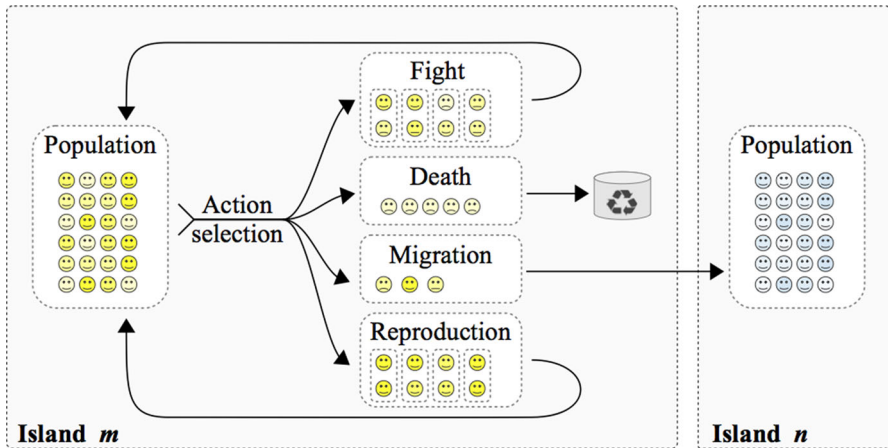 Fight
Population
Population
Death
Action
selection
Migration
Reproduction
Island m
Island n